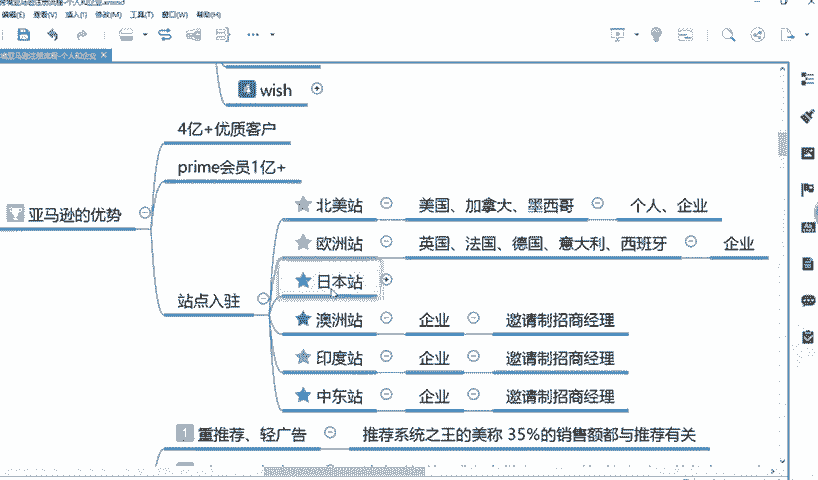 编辑(E) 查看(V) 插入(I) 修改(M) 工具(T) 窗口(W) 帮助(H)
wish
4亿+优质客户
prime会员1亿+
亚马逊的优势
北美站 美国、加拿大、墨西哥 个人、企业
欧洲站 英国、法国、德国、意大利、西班牙 企业
日本站
站点入驻
澳洲站 企业 邀请制招商经理
印度站 企业 邀请制招商经理
中东站 企业 邀请制招商经理
1 重推荐、轻广告 推荐系统之王的美称 35%的销售额都与推荐有关